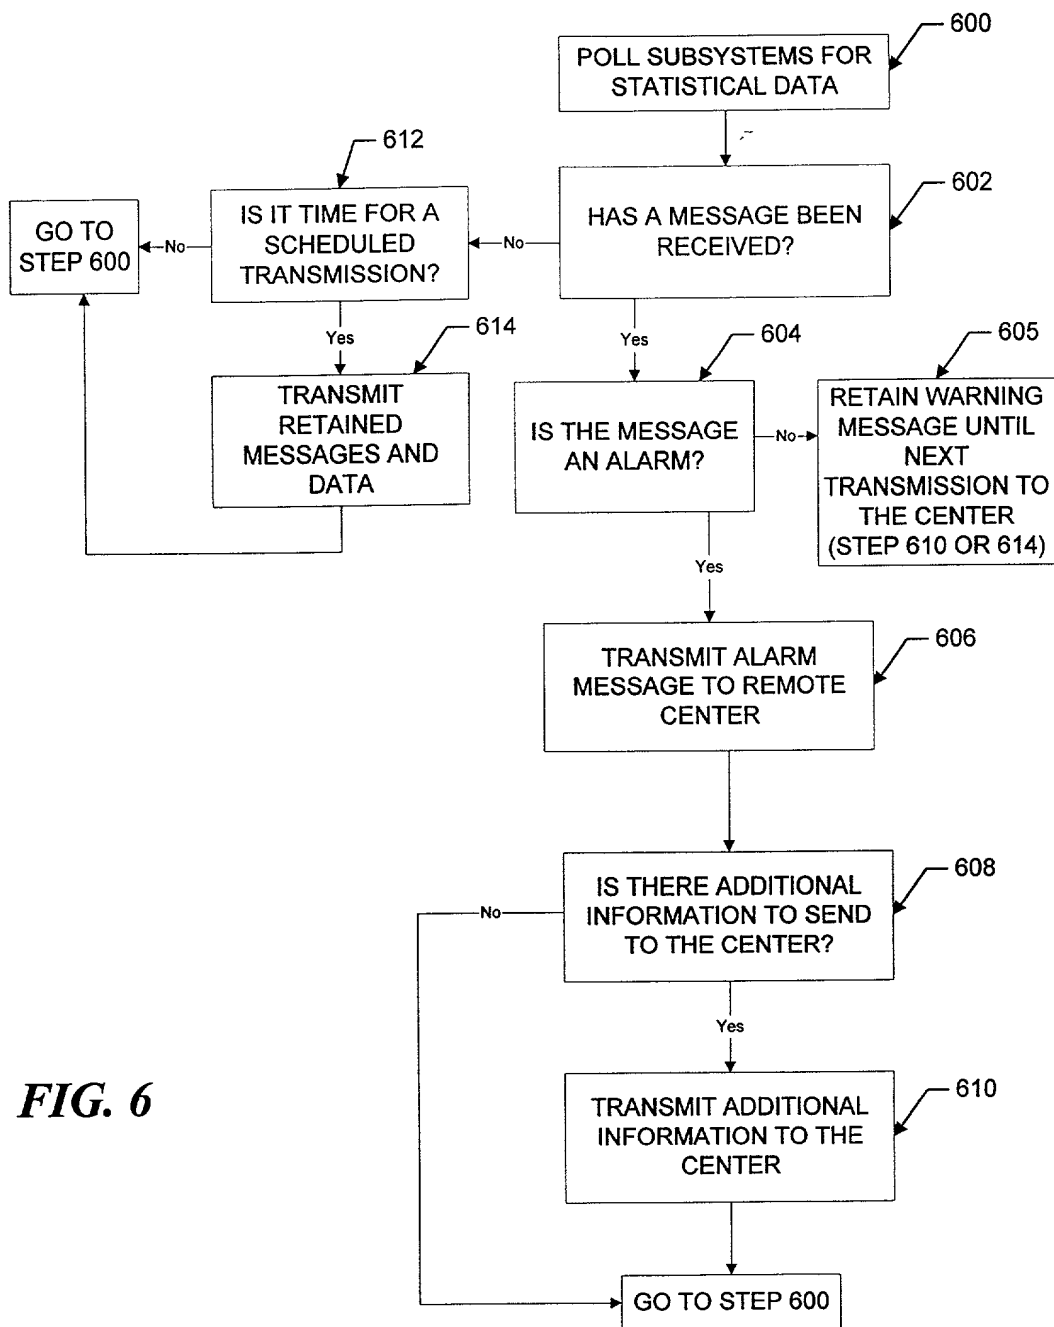 600
POLL SUBSYSTEMS FOR
STATISTICAL DATA
612
602
IS IT TIME FOR A
SCHEDULED
TRANSMISSION?
HAS A MESSAGE BEEN
RECEIVED?
GO TO
STEP 600
No
No
Yes
614
Yes
604
605
TRANSMIT
RETAINED
MESSAGES AND
DATA
IS THE MESSAGE
AN ALARM?
No
RETAIN WARNING
MESSAGE UNTIL
NEXT
TRANSMISSION TO
THE CENTER
(STEP 610 OR 614)
Yes
606
TRANSMIT ALARM
MESSAGE TO REMOTE
CENTER
608
IS THERE ADDITIONAL
INFORMATION TO SEND
TO THE CENTER?
No
Yes
610
TRANSMIT ADDITIONAL
INFORMATION TO THE
CENTER
GO TO STEP 600
FIG. 6